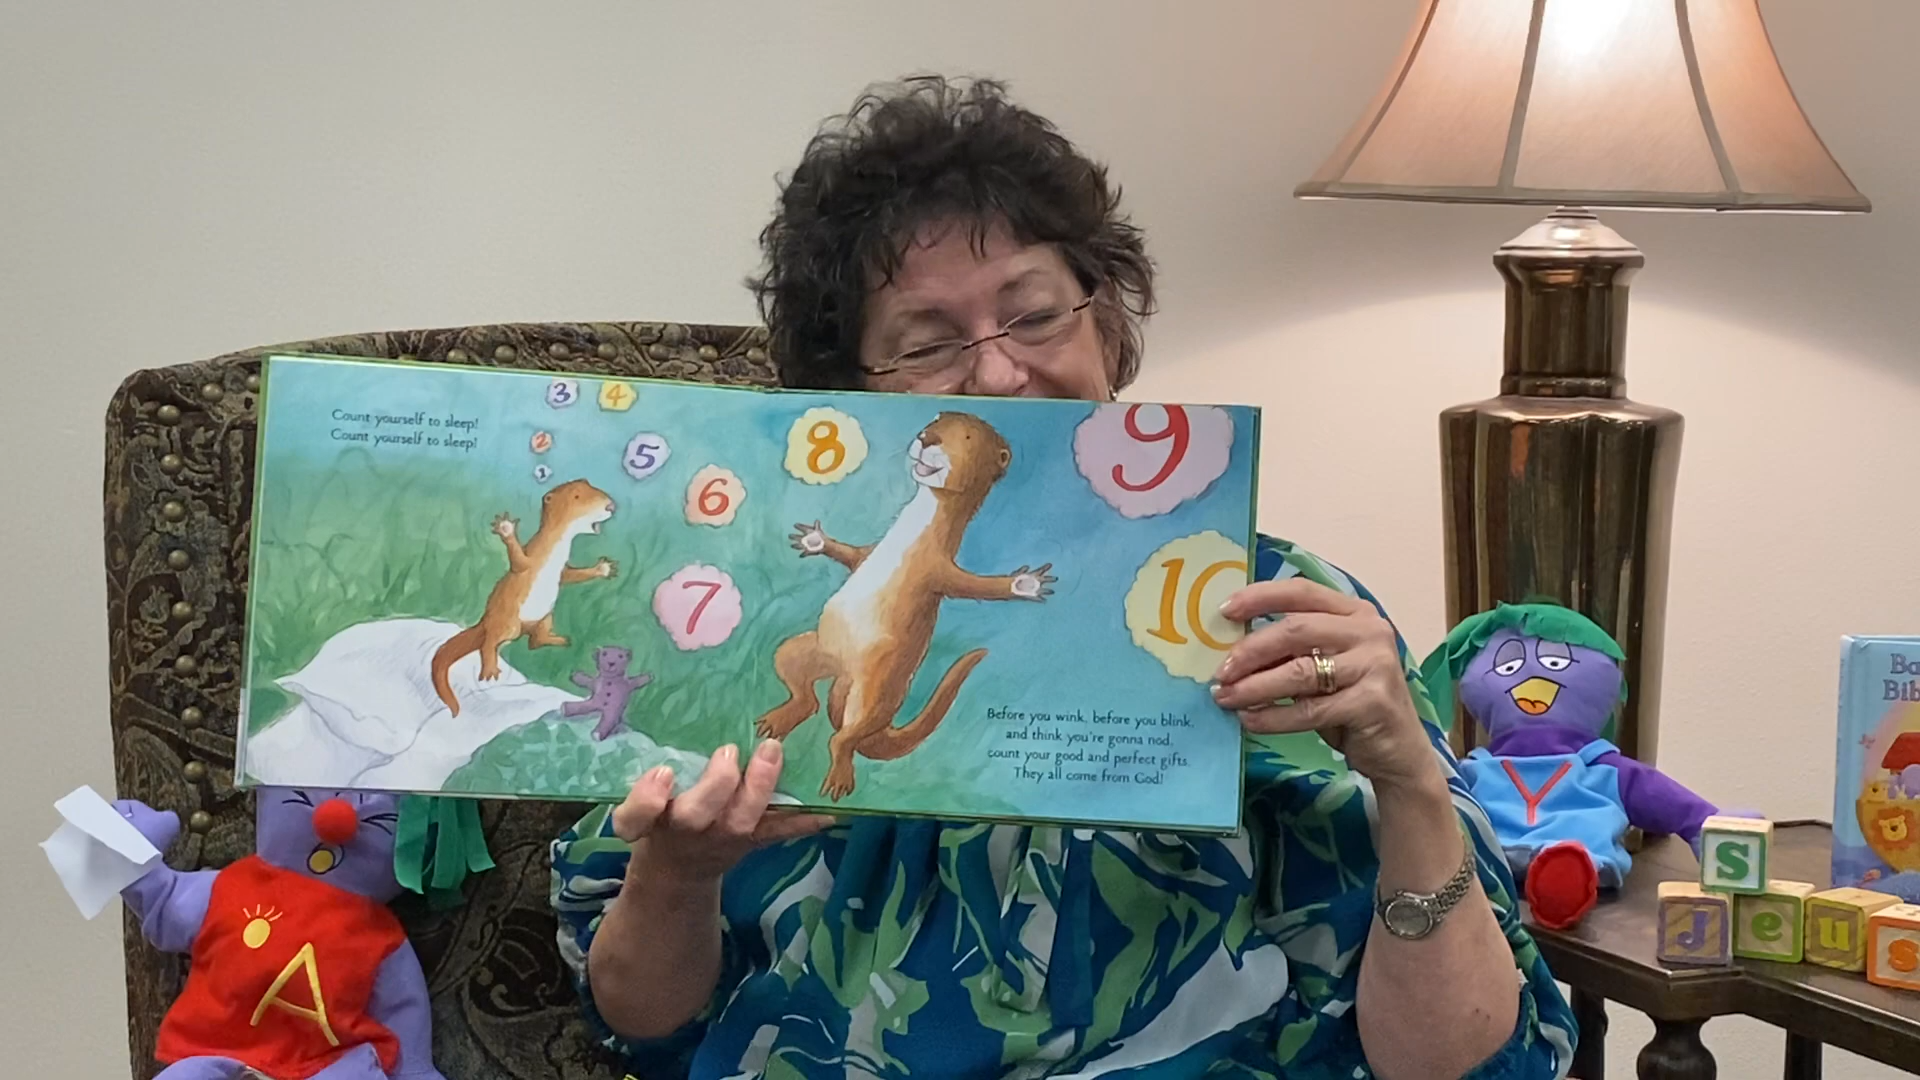 Count yourself to sleep!
Count yourself to sleep!
1
2
3
4
5
6
7
8
9
10
Before you wink, before you blink,
and think you're gonna nod,
count your good and perfect gifts.
They all come from God!
A
Y
S
J e u s